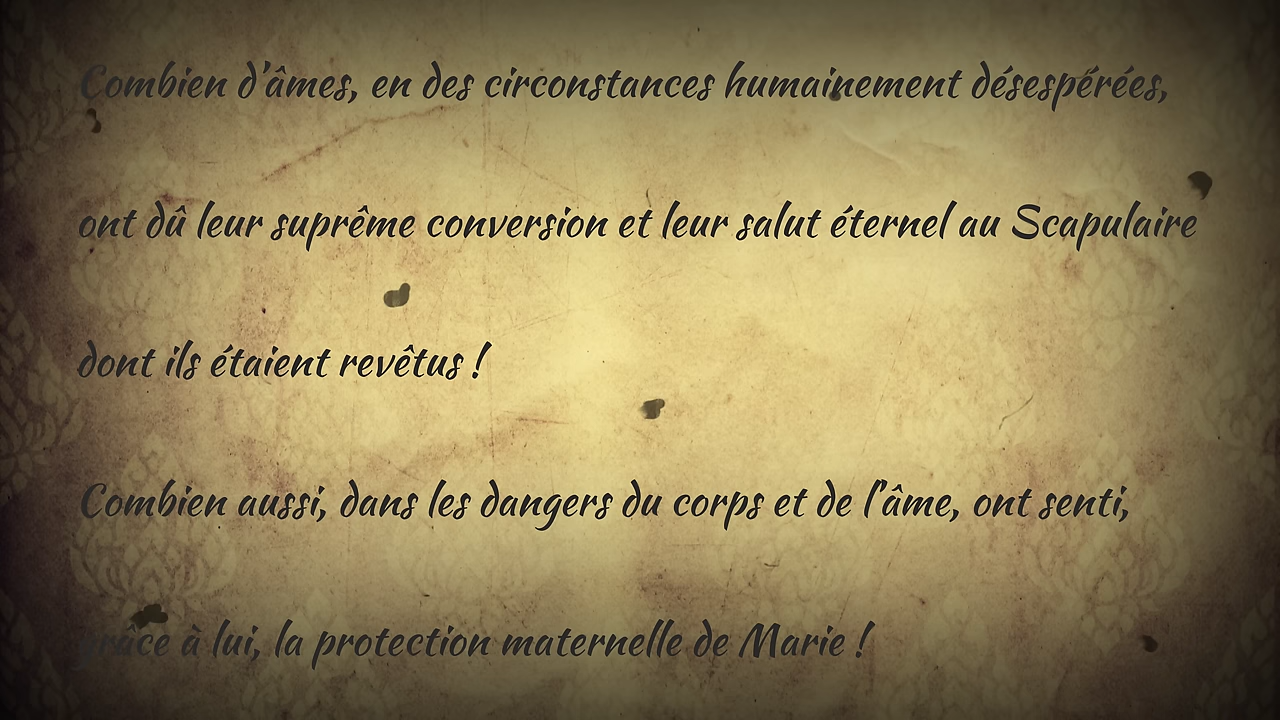 Combien d'âmes, en des circonstances humainement désespérées,
ont dû leur suprême conversion et leur salut éternel au Scapulaire
dont ils étaient revêtus !
Combien aussi, dans les dangers du corps et de l'âme, ont senti,
grâce à lui, la protection maternelle de Marie !